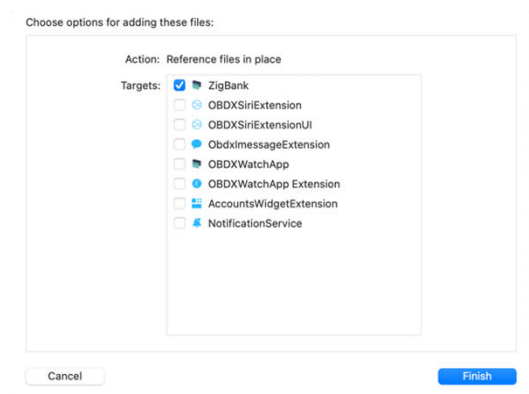 Choose options for adding these files:
Action: Reference files in place
Targets: ZigBank
OBDXSiriExtension
OBDXSiriExtensionUI
ObdxImessageExtension
OBDXWatchApp
OBDXWatchApp Extension
AccountsWidgetExtension
NotificationService
Cancel Finish